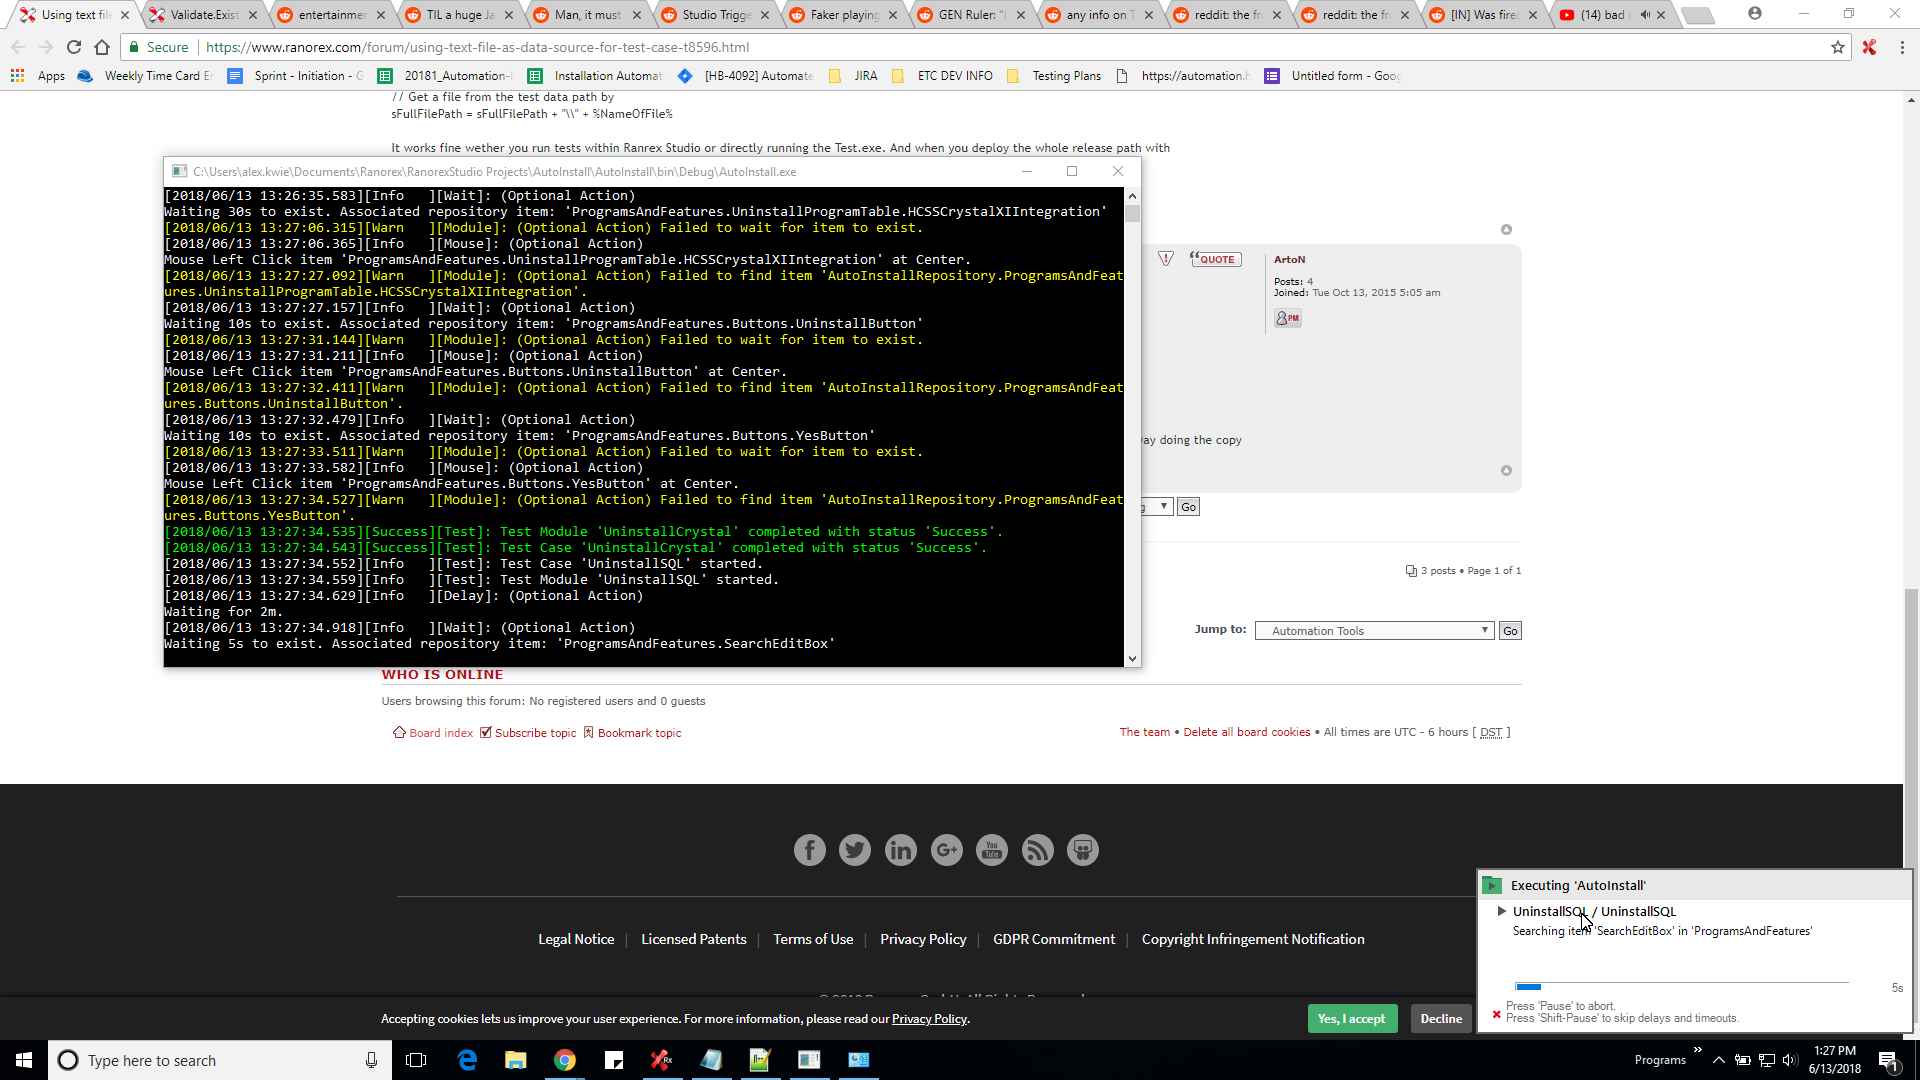 Using text fil
Validate.Exist
entertainmen
TIL a huge Ja
Man, it must
Studio Trigge
Faker playing
GEN Ruler: "I
any info on T
reddit: the fr
reddit: the fr
[IN] Was fire
(14) bad
Secure
https://www.ranorex.com/forum/using-text-file-as-data-source-for-test-case-t8596.html
Apps
Weekly Time Card E
Sprint - Initiation - G
20181_Automation-
Installation Automat
[HB-4092] Automate
JIRA
ETC DEV INFO
Testing Plans
https://automation.h
Untitled form - Goog
// Get a file from the test data path by
sFullFilePath = sFullFilePath + "\\" + %NameOfFile%
It works fine wether you run tests within Ranrex Studio or directly running the Test.exe. And when you deploy the whole release path with
C:\Users\alex.kwie\Documents\Ranorex\RanorexStudio Projects\AutoInstall\AutoInstall\bin\Debug\AutoInstall.exe
[2018/06/13 13:26:35.583][Info   ][Wait]: (Optional Action)
Waiting 30s to exist. Associated repository item: 'ProgramsAndFeatures.UninstallProgramTable.HCSSCrystalXIIntegration'
[2018/06/13 13:27:06.315][Warn   ][Module]: (Optional Action) Failed to wait for item to exist.
[2018/06/13 13:27:06.365][Info   ][Mouse]: (Optional Action)
Mouse Left Click item 'ProgramsAndFeatures.UninstallProgramTable.HCSSCrystalXIIntegration' at Center.
[2018/06/13 13:27:27.092][Warn   ][Module]: (Optional Action) Failed to find item 'AutoInstallRepository.ProgramsAndFeat
ures.UninstallProgramTable.HCSSCrystalXIIntegration'.
[2018/06/13 13:27:27.157][Info   ][Wait]: (Optional Action)
Waiting 10s to exist. Associated repository item: 'ProgramsAndFeatures.Buttons.UninstallButton'
[2018/06/13 13:27:31.144][Warn   ][Module]: (Optional Action) Failed to wait for item to exist.
[2018/06/13 13:27:31.211][Info   ][Mouse]: (Optional Action)
Mouse Left Click item 'ProgramsAndFeatures.Buttons.UninstallButton' at Center.
[2018/06/13 13:27:32.411][Warn   ][Module]: (Optional Action) Failed to find item 'AutoInstallRepository.ProgramsAndFeat
ures.Buttons.UninstallButton'.
[2018/06/13 13:27:32.479][Info   ][Wait]: (Optional Action)
Waiting 10s to exist. Associated repository item: 'ProgramsAndFeatures.Buttons.YesButton'
[2018/06/13 13:27:33.511][Warn   ][Module]: (Optional Action) Failed to wait for item to exist.
[2018/06/13 13:27:33.582][Info   ][Mouse]: (Optional Action)
Mouse Left Click item 'ProgramsAndFeatures.Buttons.YesButton' at Center.
[2018/06/13 13:27:34.527][Warn   ][Module]: (Optional Action) Failed to find item 'AutoInstallRepository.ProgramsAndFeat
ures.Buttons.YesButton'.
[2018/06/13 13:27:34.535][Success][Test]: Test Module 'UninstallCrystal' completed with status 'Success'.
[2018/06/13 13:27:34.543][Success][Test]: Test Case 'UninstallCrystal' completed with status 'Success'.
[2018/06/13 13:27:34.552][Info   ][Test]: Test Case 'UninstallSQL' started.
[2018/06/13 13:27:34.559][Info   ][Test]: Test Module 'UninstallSQL' started.
[2018/06/13 13:27:34.629][Info   ][Delay]: (Optional Action)
Waiting for 2m.
[2018/06/13 13:27:34.918][Info   ][Wait]: (Optional Action)
Waiting 5s to exist. Associated repository item: 'ProgramsAndFeatures.SearchEditBox'
QUOTE
ArtoN
Posts: 4
Joined: Tue Oct 13, 2015 5:05 am
PM
ay doing the copy
g
Go
3 posts • Page 1 of 1
Jump to:
Automation Tools
Go
WHO IS ONLINE
Users browsing this forum: No registered users and 0 guests
Board index
Subscribe topic
Bookmark topic
The team • Delete all board cookies • All times are UTC - 6 hours [ DST ]
You Tube
Legal Notice
Licensed Patents
Terms of Use
Privacy Policy
GDPR Commitment
Copyright Infringement Notification
Accepting cookies lets us improve your user experience. For more information, please read our Privacy Policy.
Yes, I accept
Decline
Executing 'AutoInstall'
UninstallSQL / UninstallSQL
Searching item 'SearchEditBox' in 'ProgramsAndFeatures'
5s
Press 'Pause' to abort.
Press 'Shift-Pause' to skip delays and timeouts.
Type here to search
Rx
Programs
1:27 PM
6/13/2018
1